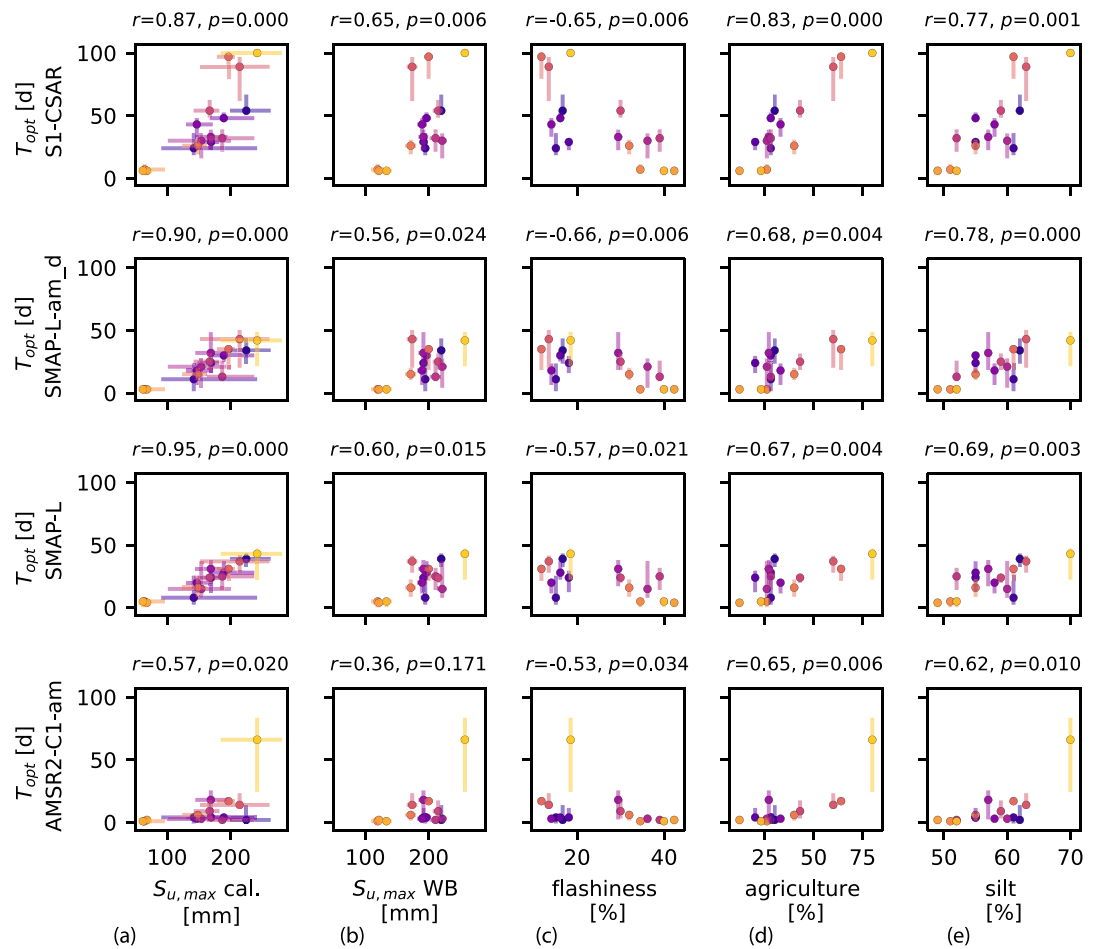 r=0.87, p=0.000 r=0.65, p=0.006 r=-0.65, p=0.006 r=0.83, p=0.000 r=0.77, p=0.001
T_opt [d]
S1-CSAR
100
50
0
r=0.90, p=0.000 r=0.56, p=0.024 r=-0.66, p=0.006 r=0.68, p=0.004 r=0.78, p=0.000
T_opt [d]
SMAP-L-am_d
100
50
0
r=0.95, p=0.000 r=0.60, p=0.015 r=-0.57, p=0.021 r=0.67, p=0.004 r=0.69, p=0.003
T_opt [d]
SMAP-L
100
50
0
r=0.57, p=0.020 r=0.36, p=0.171 r=-0.53, p=0.034 r=0.65, p=0.006 r=0.62, p=0.010
T_opt [d]
AMSR2-C1-am
100
50
0
100 200 100 200 20 40 25 50 75 50 60 70
S_u,max cal. S_u,max WB flashiness agriculture silt
[mm] [mm] [%] [%] [%]
(a) (b) (c) (d) (e)